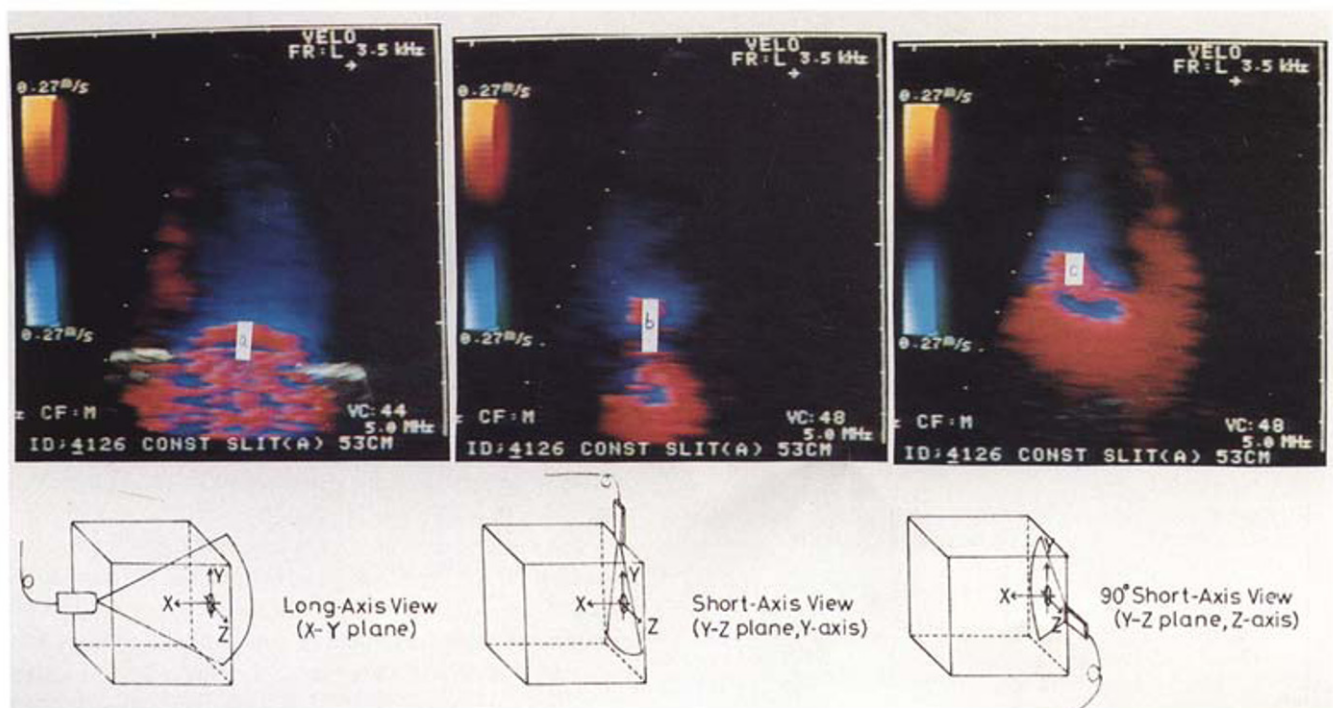 VELO
FR:L 3.5 kHz
0.27m/s
a
0.27m/s
CF:M
VC:44
5.0 MHz
ID;4126 CONST SLIT(A) 53CM
VELO
FR:L 3.5 kHz
0.27m/s
b
0.27m/s
CF:M
VC:48
5.0 MHz
ID;4126 CONST SLIT(A) 53CM
VELO
FR:L 3.5 kHz
0.27m/s
c
0.27m/s
CF:M
VC:48
5.0 MHz
ID;4126 CONST SLIT(A) 53CM
X
Y
Z
Long-Axis View
(X-Y plane)
X
Y
Z
Short-Axis View
(Y-Z plane,Y-axis)
X
Y
Z
90° Short-Axis View
(Y-Z plane, Z-axis)